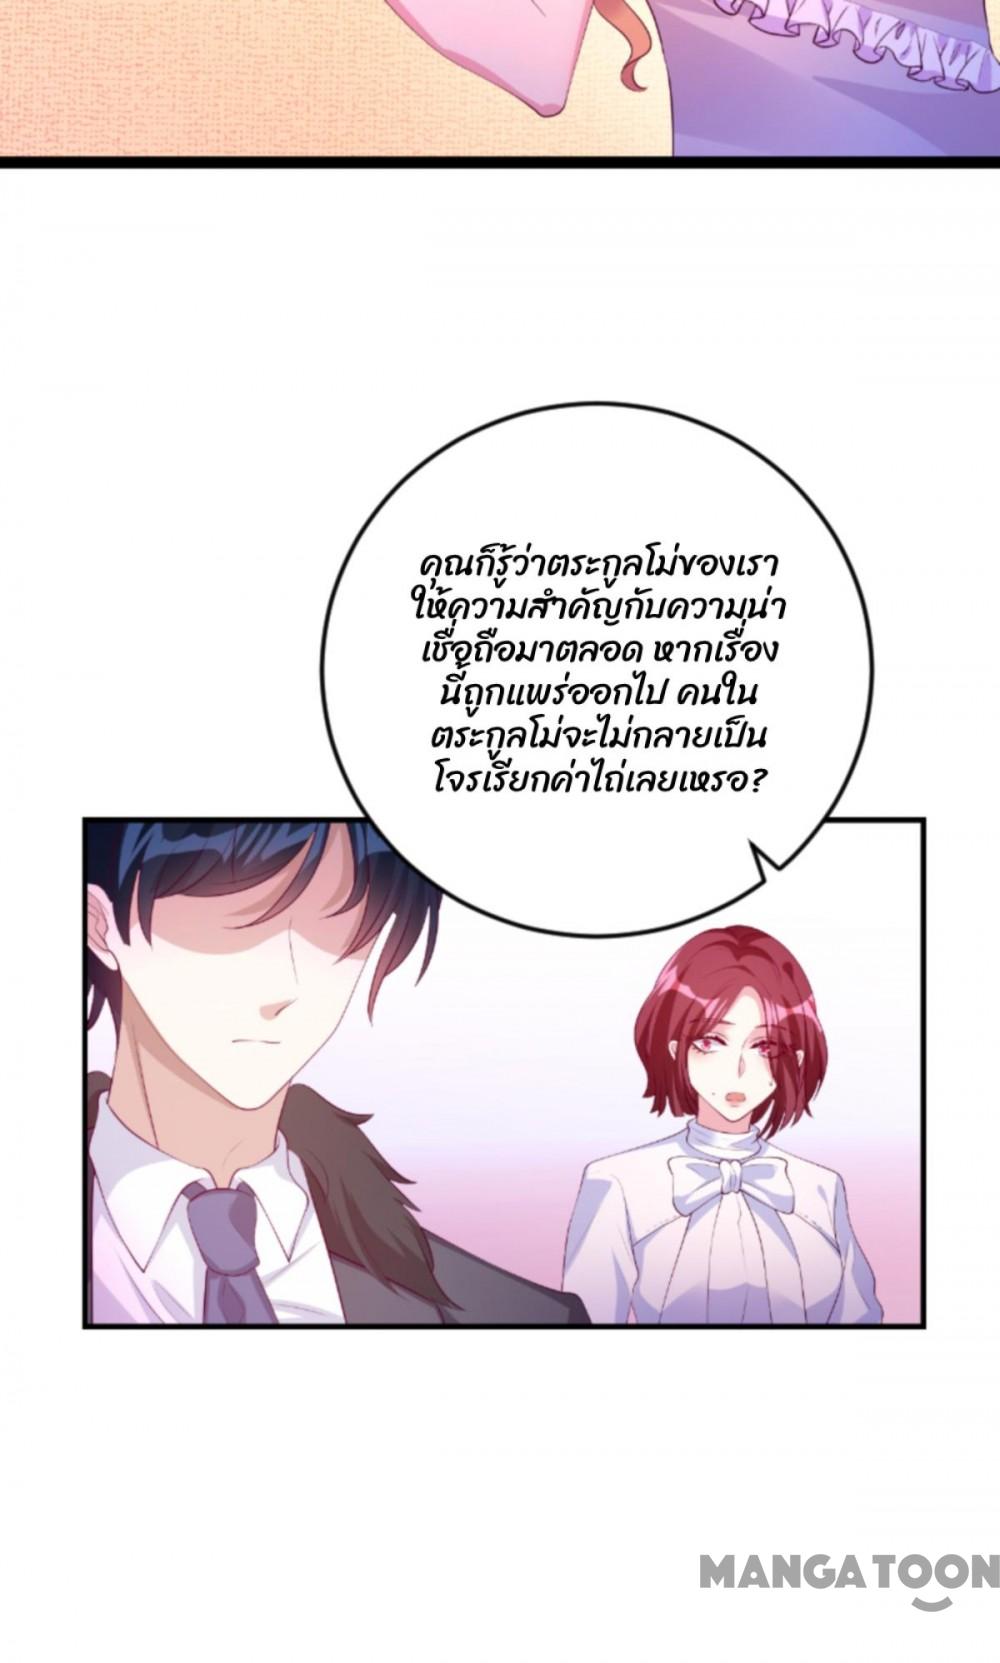 คุณก็รู้ว่าตระกูลโม่ของเรา
ให้ความสำคัญกับความน่า
เชื่อถือมาตลอด หากเรื่อง
นี้ถูกแพร่ออกไป คนใน
ตระกูลโม่จะไม่กลายเป็น
โจรเรียกค่าไถ่เลยเหรอ?
MANGATOON